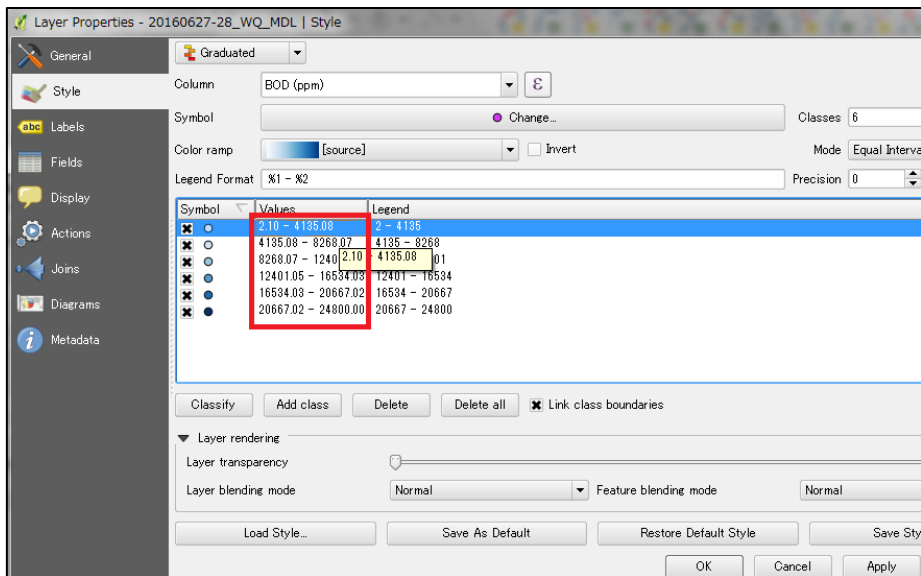 Layer Properties - 20160627-28_WQ_MDL | Style
General
Style
abc Labels
Fields
Display
Actions
Joins
Diagrams
Metadata
Graduated
Column BOD (ppm) ε
Symbol Change... Classes 6
Color ramp [source] Invert Mode Equal Interva
Legend Format %1 - %2 Precision 0
Symbol Values Legend
2.10 - 4135.08 2 - 4135
4135.08 - 8268.07 4135 - 8268
8268.07 - 1240 2.10 - 4135.08 01
12401.05 - 16534.03 12401 - 16534
16534.03 - 20667.02 16534 - 20667
20667.02 - 24800.00 20667 - 24800
Classify Add class Delete Delete all Link class boundaries
Layer rendering
Layer transparency
Layer blending mode Normal Feature blending mode Normal
Load Style... Save As Default Restore Default Style Save Sty
OK Cancel Apply